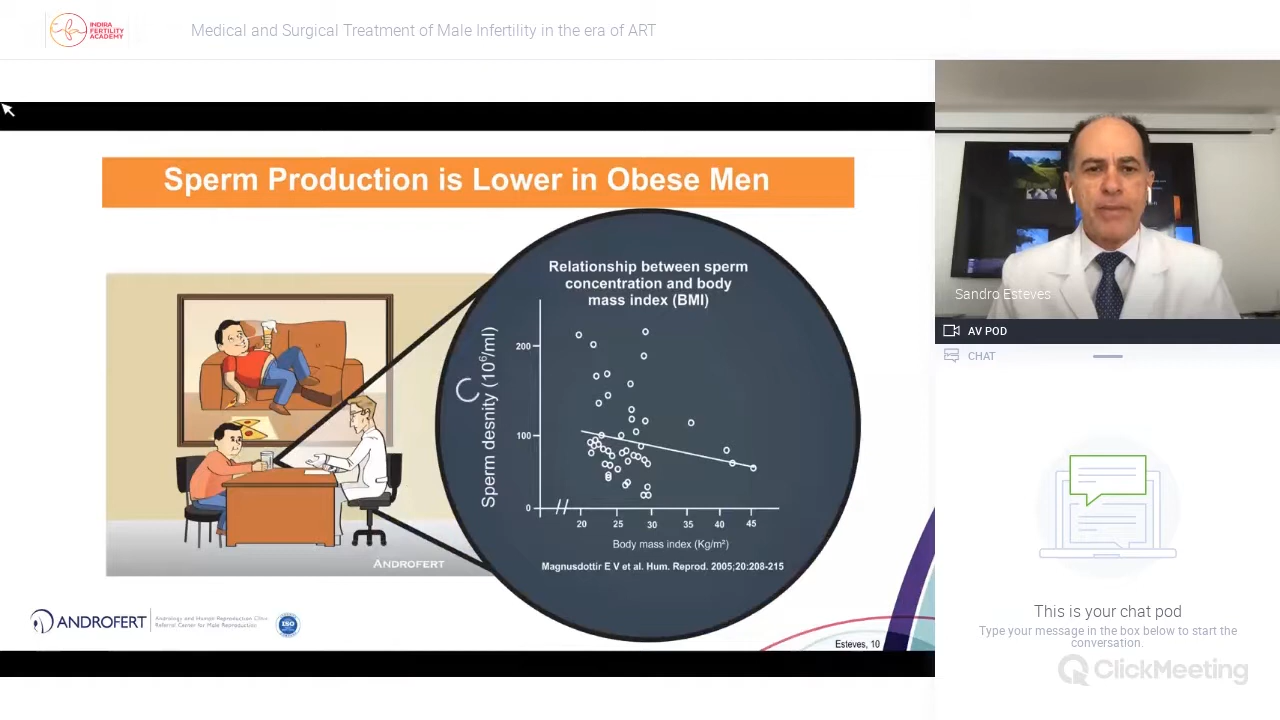 INDIRA
FERTILITY
ACADEMY
Medical and Surgical Treatment of Male Infertility in the era of ART
Sperm Production is Lower in Obese Men
Relationship between sperm
concentration and body
mass index (BMI)
Sperm desnity (10⁶/ml)
200
100
0
20 25 30 35 40 45
Body mass index (Kg/m²)
Magnusdottir E V et al. Hum. Reprod. 2005;20:208-215
ANDROFERT
ANDROFERT
Andrology and Human Reproduction Clinic
Referral Center for Male Reproduction
ISO
Esteves, 10
Sandro Esteves
AV POD
CHAT
This is your chat pod
Type your message in the box below to start the
conversation.
ClickMeeting